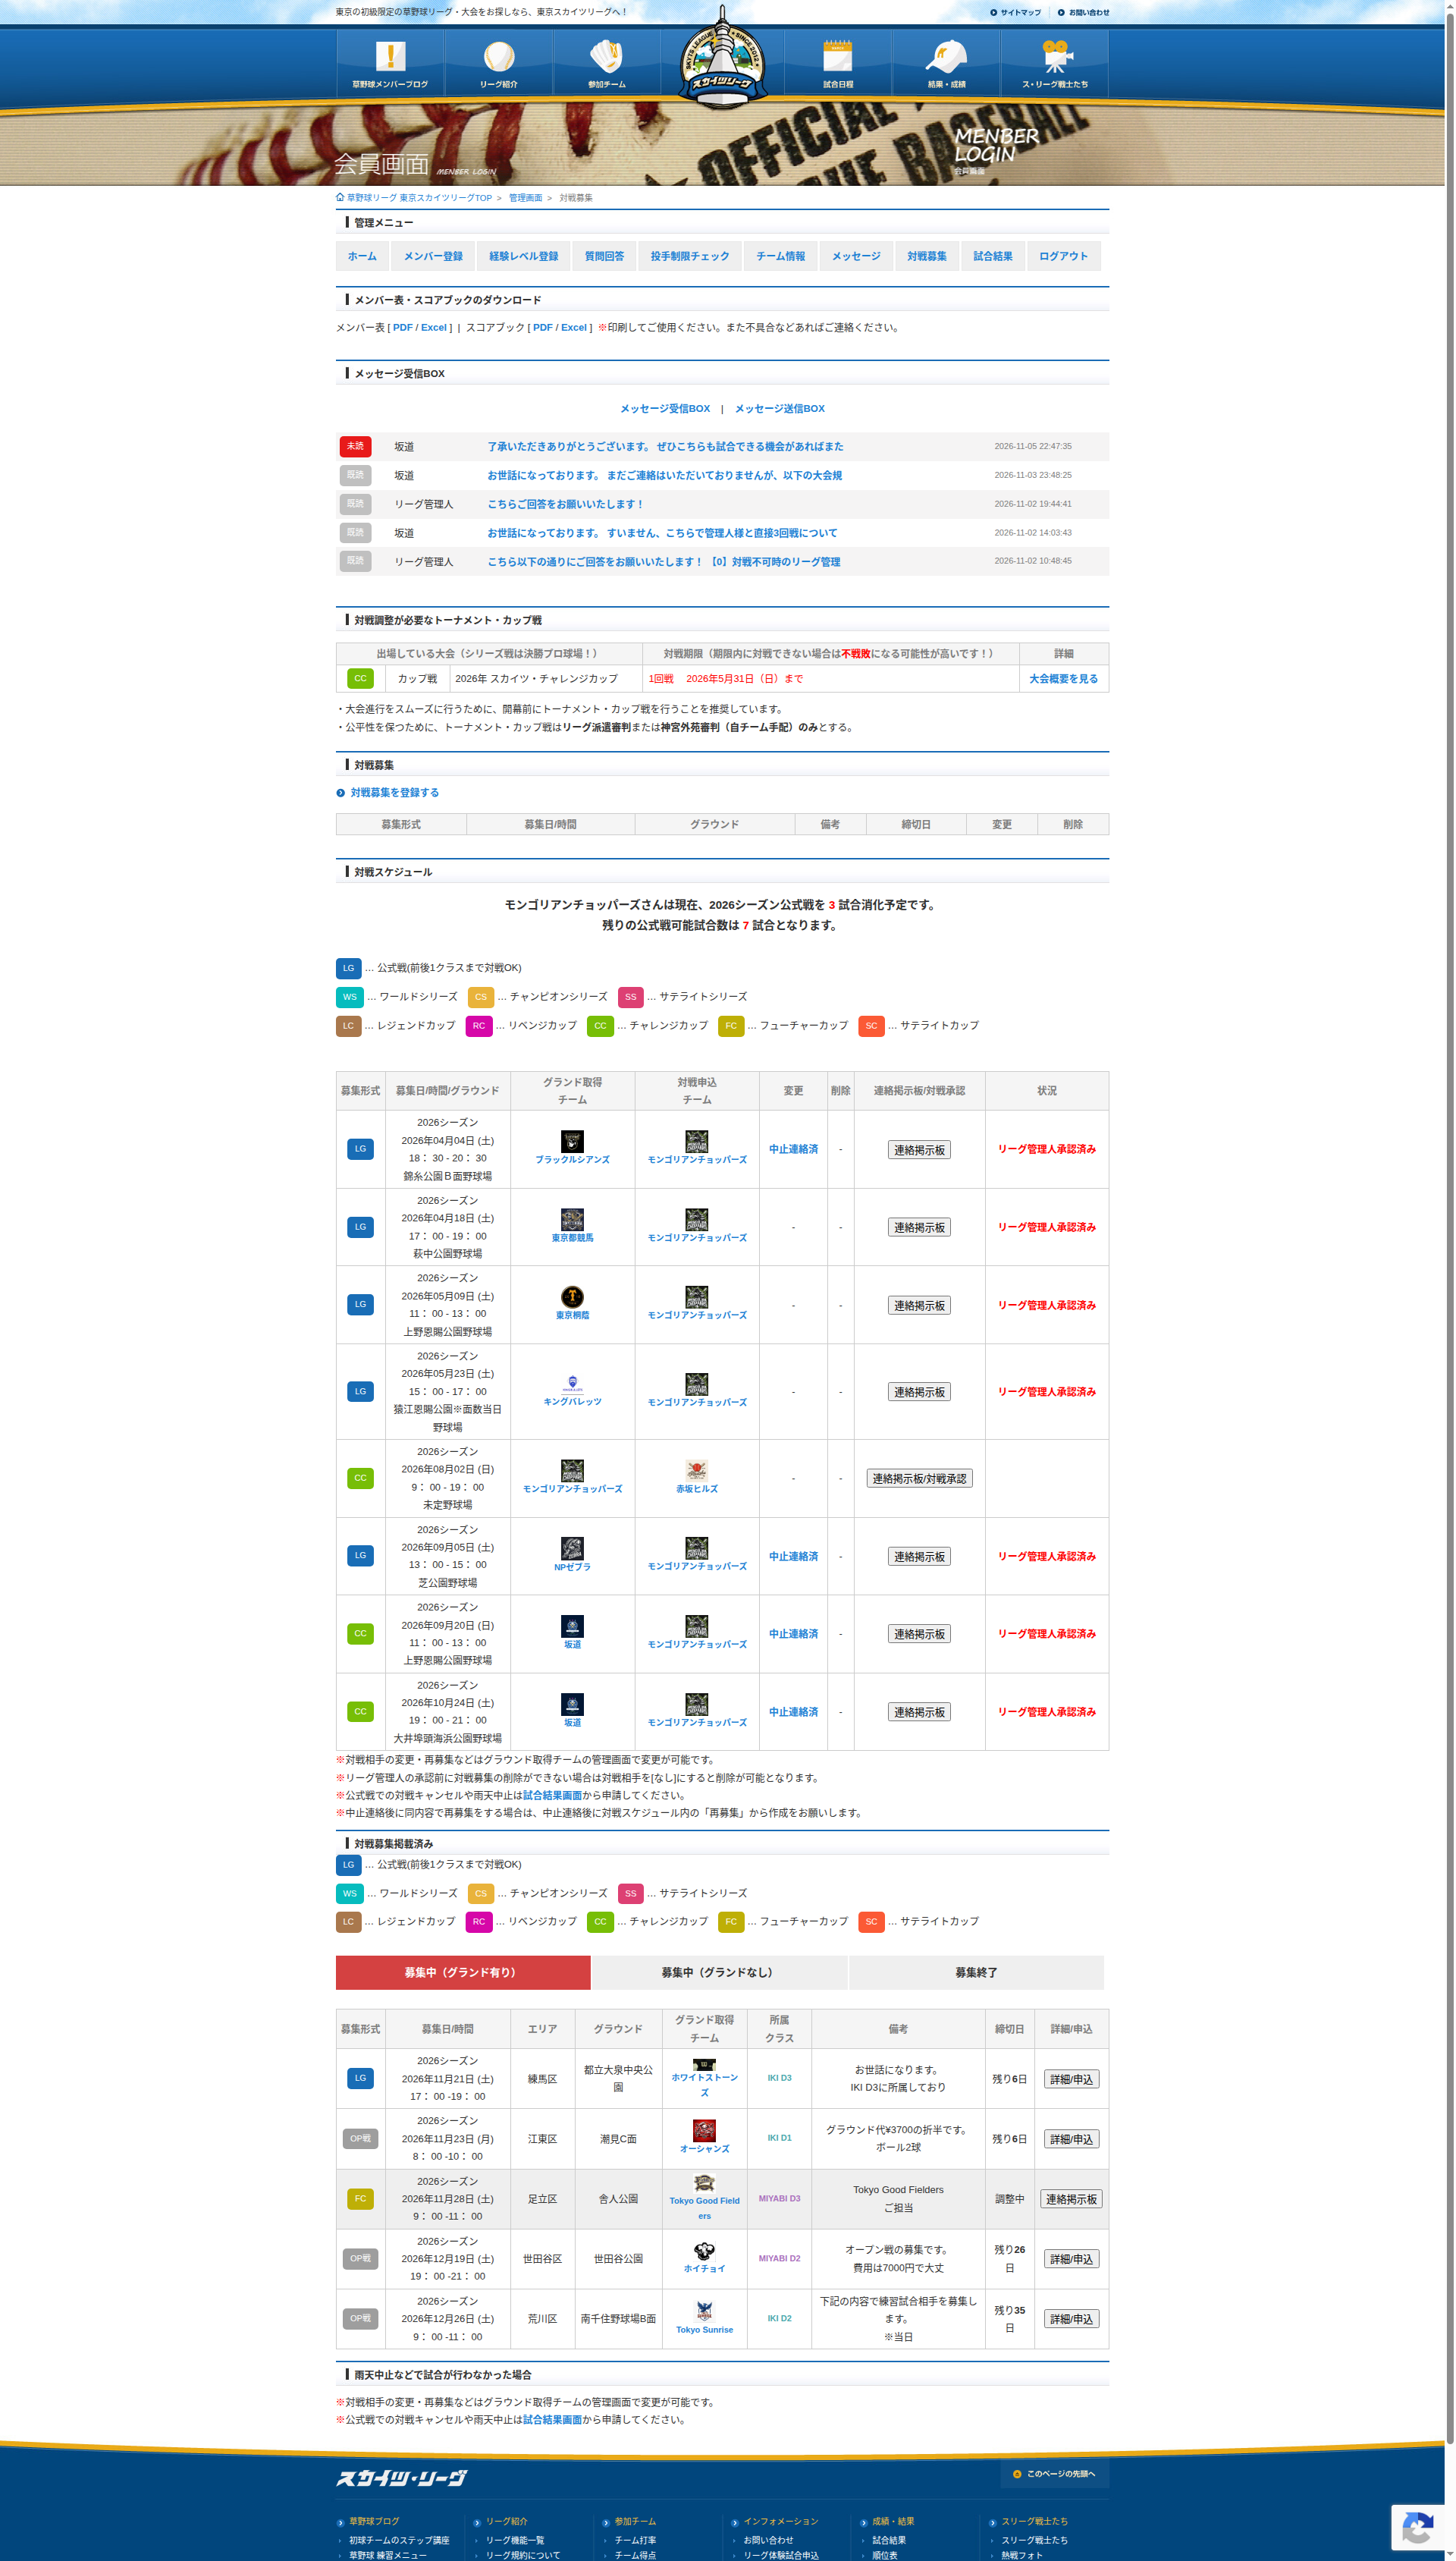 東京の初級限定の草野球リーグ・大会をお探しなら、東京スカイツリーグへ！
サイトマップ
お問い合わせ
草野球メンバーブログ
リーグ紹介
参加チーム
SKYTS LEAGUE
SINCE 2012
スカイツリーグ
試合日程
結果・成績
ス・リーグ戦士たち
会員画面 MENBER LOGIN
OFFICIAL
LEAGUE BASEBALL
MENBER
LOGIN
会員画面
草野球リーグ 東京スカイツリーグTOP > 管理画面 > 対戦募集
管理メニュー
ホーム
メンバー登録
経験レベル登録
質問回答
投手制限チェック
チーム情報
メッセージ
対戦募集
試合結果
ログアウト
メンバー表・スコアブックのダウンロード
メンバー表 [ PDF / Excel ] | スコアブック [ PDF / Excel ] ※印刷してご使用ください。また不具合などあればご連絡ください。
メッセージ受信BOX
メッセージ受信BOX | メッセージ送信BOX
未読 坂道 了承いただきありがとうございます。 ぜひこちらも試合できる機会があればまた 2026-11-05 22:47:35
既読 坂道 お世話になっております。 まだご連絡はいただいておりませんが、以下の大会規 2026-11-03 23:48:25
既読 リーグ管理人 こちらご回答をお願いいたします！ 2026-11-02 19:44:41
既読 坂道 お世話になっております。 すいません、こちらで管理人様と直接3回戦について 2026-11-02 14:03:43
既読 リーグ管理人 こちら以下の通りにご回答をお願いいたします！ 【0】対戦不可時のリーグ管理 2026-11-02 10:48:45
対戦調整が必要なトーナメント・カップ戦
出場している大会（シリーズ戦は決勝プロ球場！） 対戦期限（期限内に対戦できない場合は不戦敗になる可能性が高いです！） 詳細
CC カップ戦 2026年 スカイツ・チャレンジカップ 1回戦 2026年5月31日（日）まで 大会概要を見る
・大会進行をスムーズに行うために、開幕前にトーナメント・カップ戦を行うことを推奨しています。
・公平性を保つために、トーナメント・カップ戦はリーグ派遣審判または神宮外苑審判（自チーム手配）のみとする。
対戦募集
対戦募集を登録する
募集形式 募集日/時間 グラウンド 備考 締切日 変更 削除
対戦スケジュール
モンゴリアンチョッパーズさんは現在、2026シーズン公式戦を 3 試合消化予定です。
残りの公式戦可能試合数は 7 試合となります。
LG … 公式戦(前後1クラスまで対戦OK)
WS … ワールドシリーズ CS … チャンピオンシリーズ SS … サテライトシリーズ
LC … レジェンドカップ RC … リベンジカップ CC … チャレンジカップ FC … フューチャーカップ SC … サテライトカップ
募集形式 募集日/時間/グラウンド グランド取得
チーム 対戦申込
チーム 変更 削除 連絡掲示板/対戦承認 状況
2026シーズン
2026年04月04日 (土)
LG 18： 30 - 20： 30 ブラックルシアンズ モンゴリアンチョッパーズ 中止連絡済 - 連絡掲示板 リーグ管理人承認済み
錦糸公園Ｂ面野球場
2026シーズン
2026年04月18日 (土)
LG 17： 00 - 19： 00 東京都競馬 モンゴリアンチョッパーズ - - 連絡掲示板 リーグ管理人承認済み
萩中公園野球場
2026シーズン
2026年05月09日 (土)
LG 11： 00 - 13： 00 東京桐蔭 モンゴリアンチョッパーズ - - 連絡掲示板 リーグ管理人承認済み
上野恩賜公園野球場
2026シーズン
2026年05月23日 (土)
LG 15： 00 - 17： 00 キングバレッツ モンゴリアンチョッパーズ - - 連絡掲示板 リーグ管理人承認済み
猿江恩賜公園※面数当日
野球場
2026シーズン
2026年08月02日 (日)
CC 9： 00 - 19： 00 モンゴリアンチョッパーズ 赤坂ヒルズ - - 連絡掲示板/対戦承認
未定野球場
2026シーズン
2026年09月05日 (土)
LG 13： 00 - 15： 00 NPゼブラ モンゴリアンチョッパーズ 中止連絡済 - 連絡掲示板 リーグ管理人承認済み
芝公園野球場
2026シーズン
2026年09月20日 (日)
CC 11： 00 - 13： 00 坂道 モンゴリアンチョッパーズ 中止連絡済 - 連絡掲示板 リーグ管理人承認済み
上野恩賜公園野球場
2026シーズン
2026年10月24日 (土)
CC 19： 00 - 21： 00 坂道 モンゴリアンチョッパーズ 中止連絡済 - 連絡掲示板 リーグ管理人承認済み
大井埠頭海浜公園野球場
※対戦相手の変更・再募集などはグラウンド取得チームの管理画面で変更が可能です。
※リーグ管理人の承認前に対戦募集の削除ができない場合は対戦相手を[なし]にすると削除が可能となります。
※公式戦での対戦キャンセルや雨天中止は試合結果画面から申請してください。
※中止連絡後に同内容で再募集をする場合は、中止連絡後に対戦スケジュール内の「再募集」から作成をお願いします。
対戦募集掲載済み
LG … 公式戦(前後1クラスまで対戦OK)
WS … ワールドシリーズ CS … チャンピオンシリーズ SS … サテライトシリーズ
LC … レジェンドカップ RC … リベンジカップ CC … チャレンジカップ FC … フューチャーカップ SC … サテライトカップ
募集中（グランド有り） 募集中（グランドなし） 募集終了
募集形式 募集日/時間 エリア グラウンド グランド取得
チーム 所属
クラス 備考 締切日 詳細/申込
2026シーズン
LG 2026年11月21日 (土) 練馬区 都立大泉中央公
園 ホワイトストーン
ズ IKI D3 お世話になります。
IKI D3に所属しており 残り6日 詳細/申込
17： 00 -19： 00
2026シーズン
OP戦 2026年11月23日 (月) 江東区 潮見C面 オーシャンズ IKI D1 グラウンド代¥3700の折半です。
ボール2球 残り6日 詳細/申込
8： 00 -10： 00
2026シーズン
FC 2026年11月28日 (土) 足立区 舎人公園 Tokyo Good Field
ers MIYABI D3 Tokyo Good Fielders
ご担当 調整中 連絡掲示板
9： 00 -11： 00
2026シーズン
OP戦 2026年12月19日 (土) 世田谷区 世田谷公園 ホイチョイ MIYABI D2 オープン戦の募集です。
費用は7000円で大丈 残り26
日 詳細/申込
19： 00 -21： 00
2026シーズン
OP戦 2026年12月26日 (土) 荒川区 南千住野球場B面 Tokyo Sunrise IKI D2 下記の内容で練習試合相手を募集し
ます。
※当日 残り35
日 詳細/申込
9： 00 -11： 00
雨天中止などで試合が行わなかった場合
※対戦相手の変更・再募集などはグラウンド取得チームの管理画面で変更が可能です。
※公式戦での対戦キャンセルや雨天中止は試合結果画面から申請してください。
スカイツ・リーグ
このページの先頭へ
草野球ブログ リーグ紹介 参加チーム インフォメーション 成績・結果 スリーグ戦士たち
初球チームのステップ講座 リーグ機能一覧 チーム打率 お問い合わせ 試合結果 スリーグ戦士たち
草野球 練習メニュー リーグ規約について チーム得点 リーグ体験試合申込 順位表 熱戦フォト